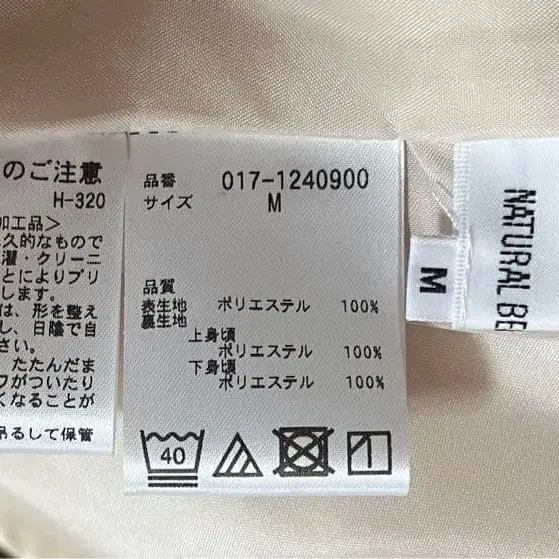 のご注意
H-320
加工品＞
久的なもので
濯・クリーニ
とによりプリ
します。
は、形を整え
し、日陰で自
さい。
たたんだま
ワがついたり
くなることが
吊るして保管
品番 017-1240900
サイズ M
品質
表生地 ポリエステル 100%
裏生地
上身頃
ポリエステル 100%
下身頃
ポリエステル 100%
40
M
NATURAL BE